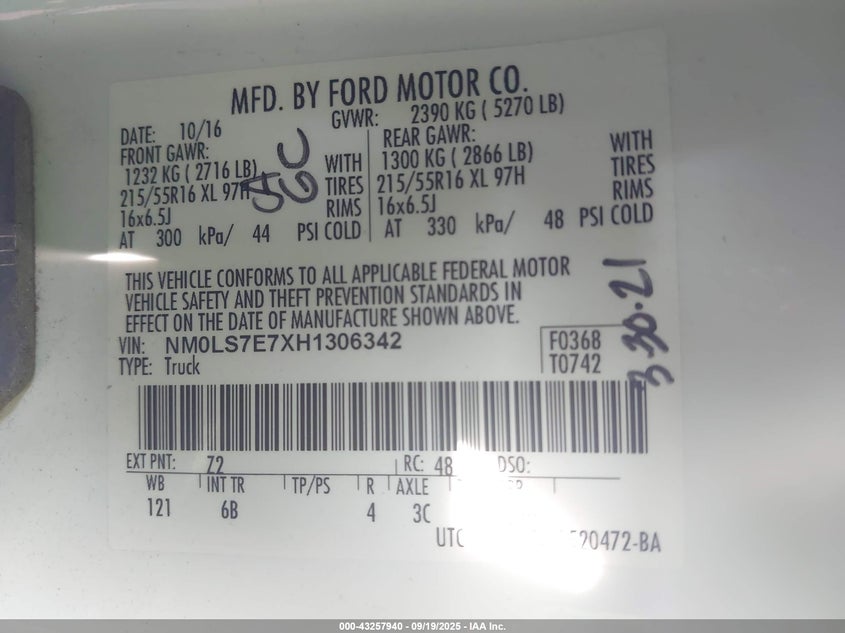 MFD. BY FORD MOTOR CO.
DATE: 10/16 GVWR: 2390 KG ( 5270 LB)
FRONT GAWR: REAR GAWR:
1232 KG ( 2716 LB) WITH 1300 KG ( 2866 LB) WITH
215/55R16 XL 97H TIRES 215/55R16 XL 97H TIRES
16x6.5J RIMS 16x6.5J RIMS
AT 300 kPa/ 44 PSI COLD AT 330 kPa/ 48 PSI COLD
THIS VEHICLE CONFORMS TO ALL APPLICABLE FEDERAL MOTOR
VEHICLE SAFETY AND THEFT PREVENTION STANDARDS IN
EFFECT ON THE DATE OF MANUFACTURE SHOWN ABOVE.
VIN: NM0LS7E7XH1306342 F0368
TYPE: Truck T0742
3-30-21
EXT PNT: Z2 RC: 48 DSO:
WB INT TR TP/PS R AXLE
121 6B 4 3C
UTC 520472-BA
000-43257940 - 09/19/2025 - IAA Inc.